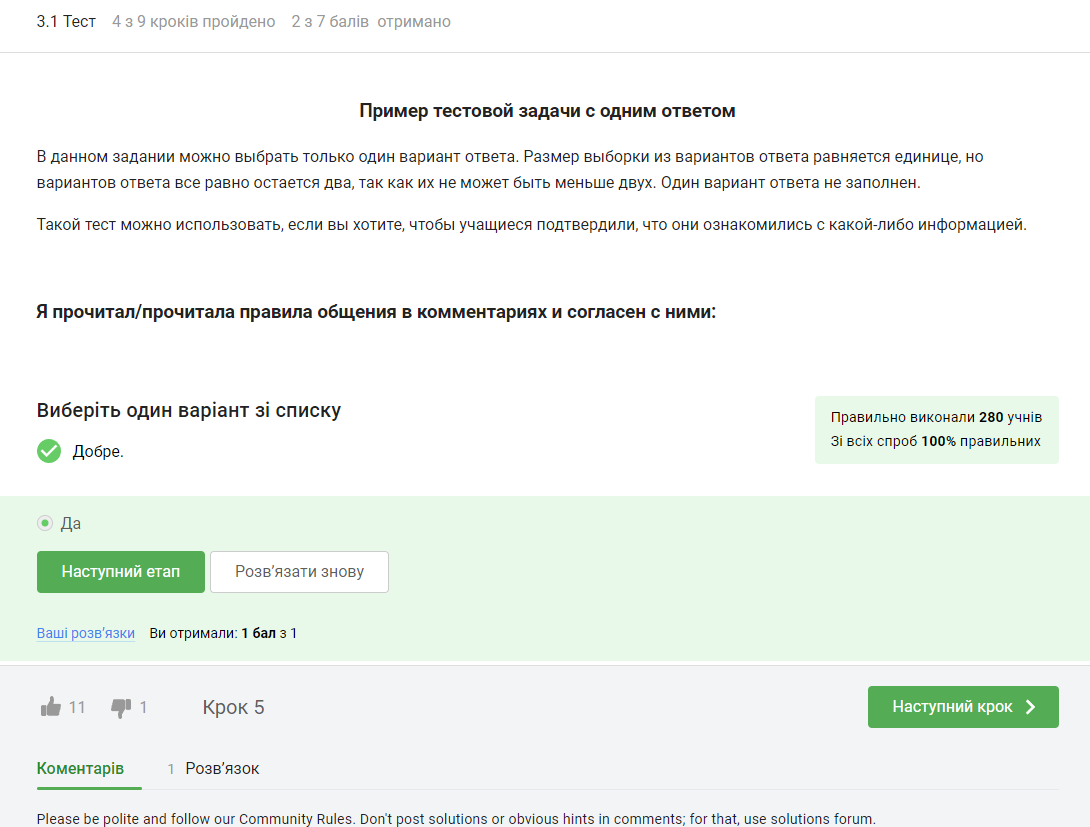 3.1 Тест 4 з 9 кроків пройдено 2 з 7 балів отримано
Пример тестовой задачи с одним ответом
В данном задании можно выбрать только один вариант ответа. Размер выборки из вариантов ответа равняется единице, но
вариантов ответа все равно остается два, так как их не может быть меньше двух. Один вариант ответа не заполнен.
Такой тест можно использовать, если вы хотите, чтобы учащиеся подтвердили, что они ознакомились с какой-либо информацией.
Я прочитал/прочитала правила общения в комментариях и согласен с ними:
Виберіть один варіант зі списку
Правильно виконали 280 учнів
Зі всіх спроб 100% правильних
Добре.
Да
Наступний етап Розв’язати знову
Ваші розв’язки Ви отримали: 1 бал з 1
11 1 Крок 5 Наступний крок
Коментарів 1 Розв’язок
Please be polite and follow our Community Rules. Don't post solutions or obvious hints in comments; for that, use solutions forum.